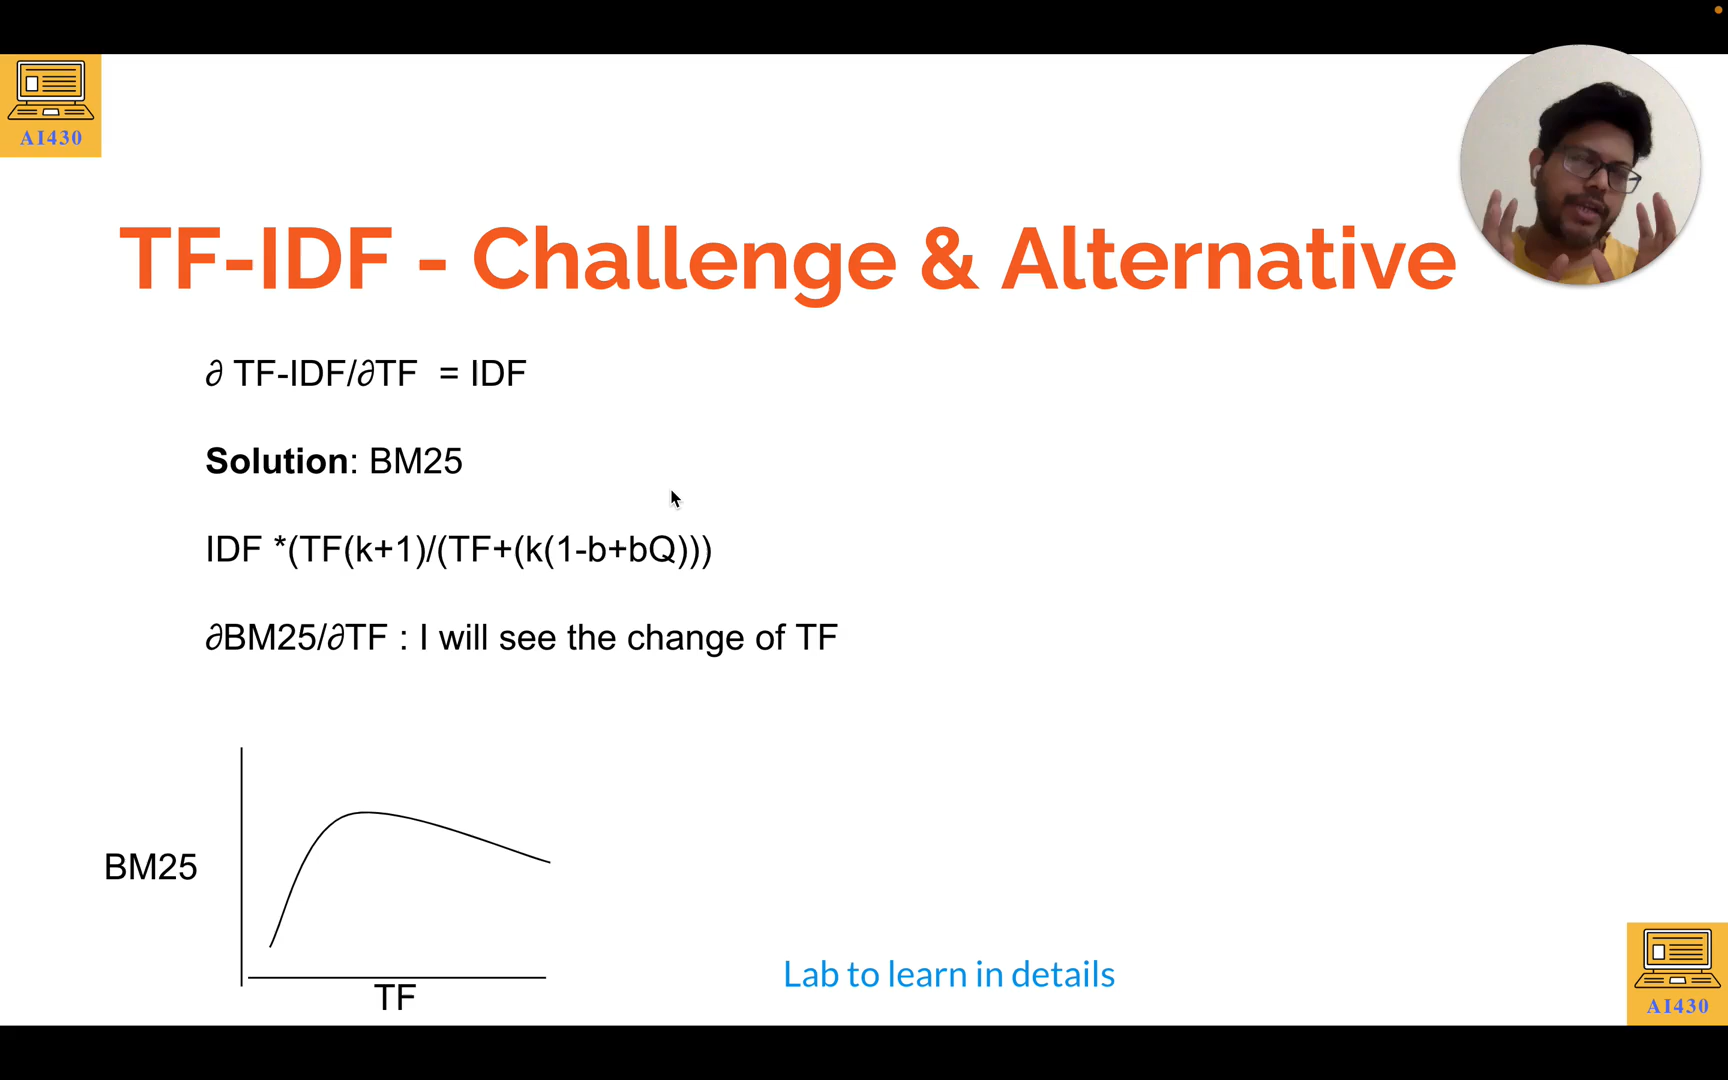 AI430
TF-IDF - Challenge & Alternative
∂ TF-IDF/∂TF = IDF
Solution: BM25
IDF *(TF(k+1)/(TF+(k(1-b+bQ)))
∂BM25/∂TF : I will see the change of TF
BM25
TF
Lab to learn in details
AI430